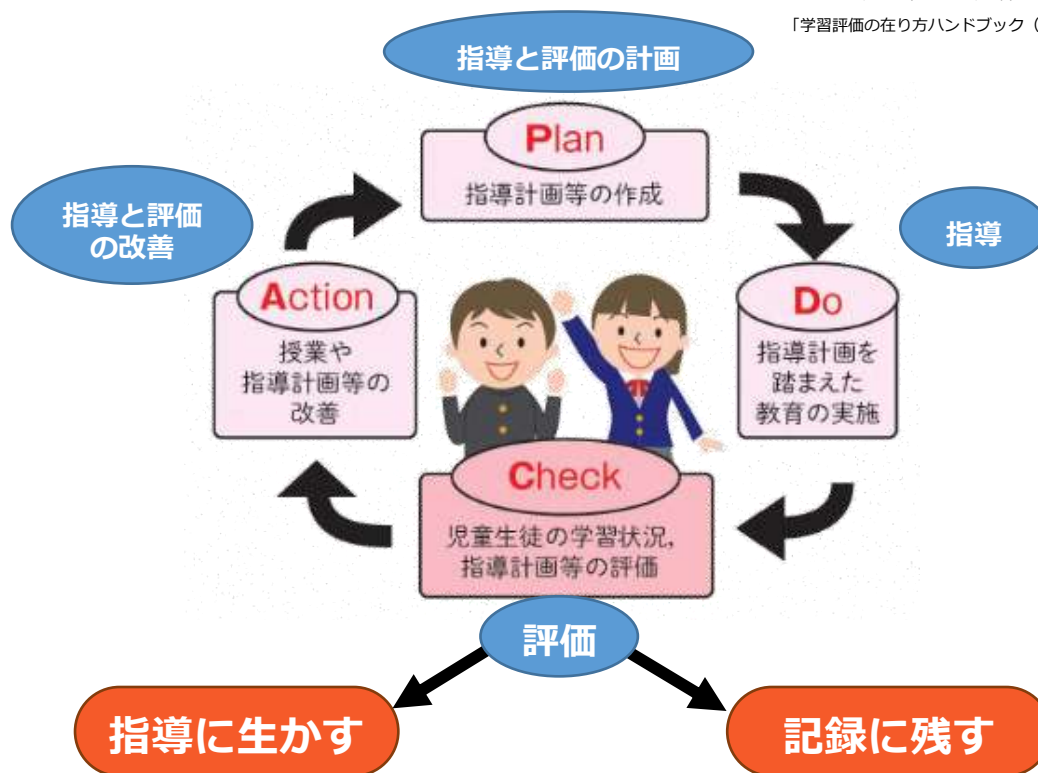 「学習評価の在り方ハンドブック（
指導と評価の計画
Plan
指導計画等の作成
指導と評価
の改善
指導
Action
授業や
指導計画等の
改善
Do
指導計画を
踏まえた
教育の実施
Check
児童生徒の学習状況，
指導計画等の評価
評価
指導に生かす
記録に残す